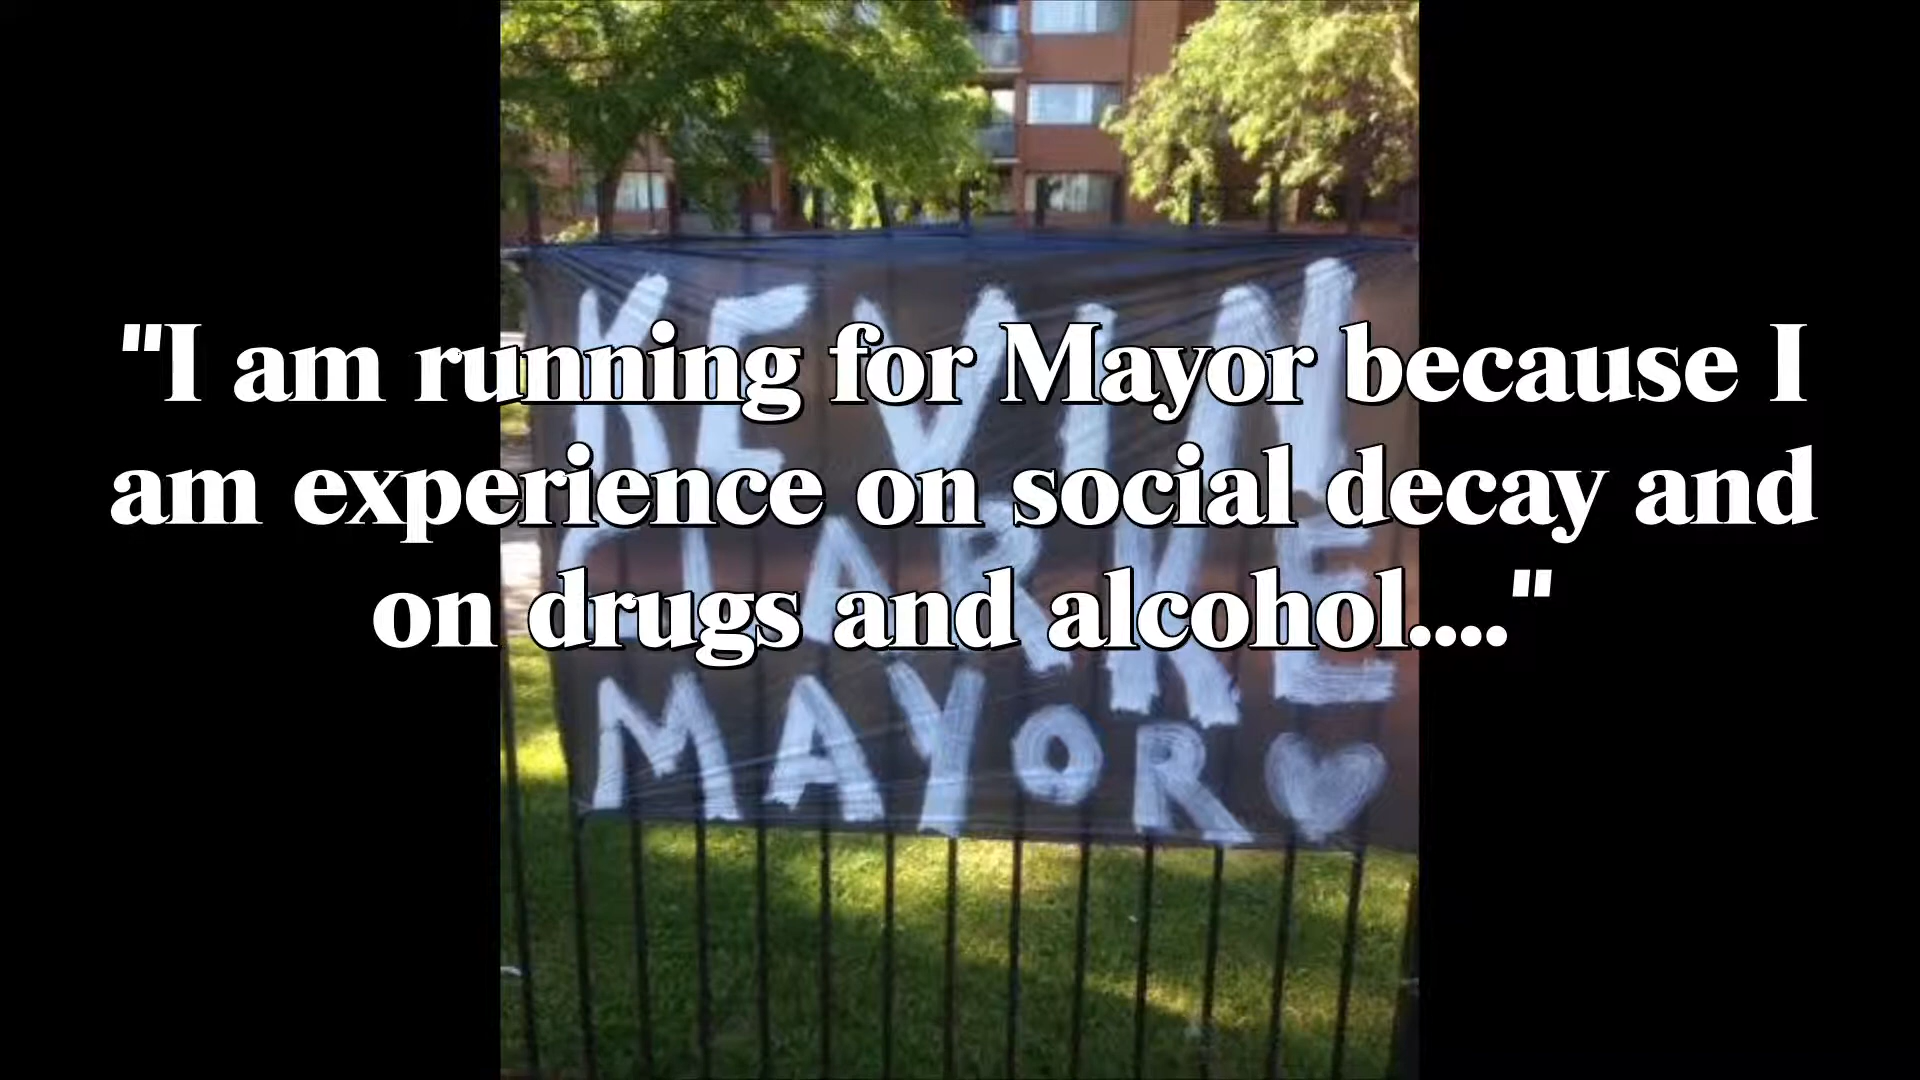 "I am running for Mayor because I
am experience on social decay and
on drugs and alcohol...."
KEVIN
CLARKE
MAYOR